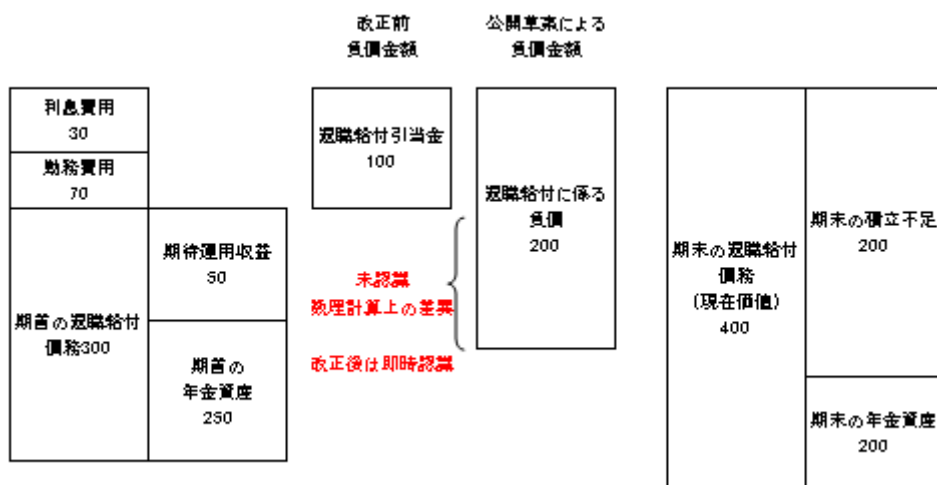 改正前
負債金額
公開草案による
負債金額
利息費用
30
勤務費用
70
期首の退職給付
債務300
期待運用収益
50
期首の
年金資産
250
退職給付引当金
100
未認識
数理計算上の差異
改正後は即時認識
退職給付に係る
負債
200
期末の退職給付
債務
(現在価値)
400
期末の積立不足
200
期末の年金資産
200